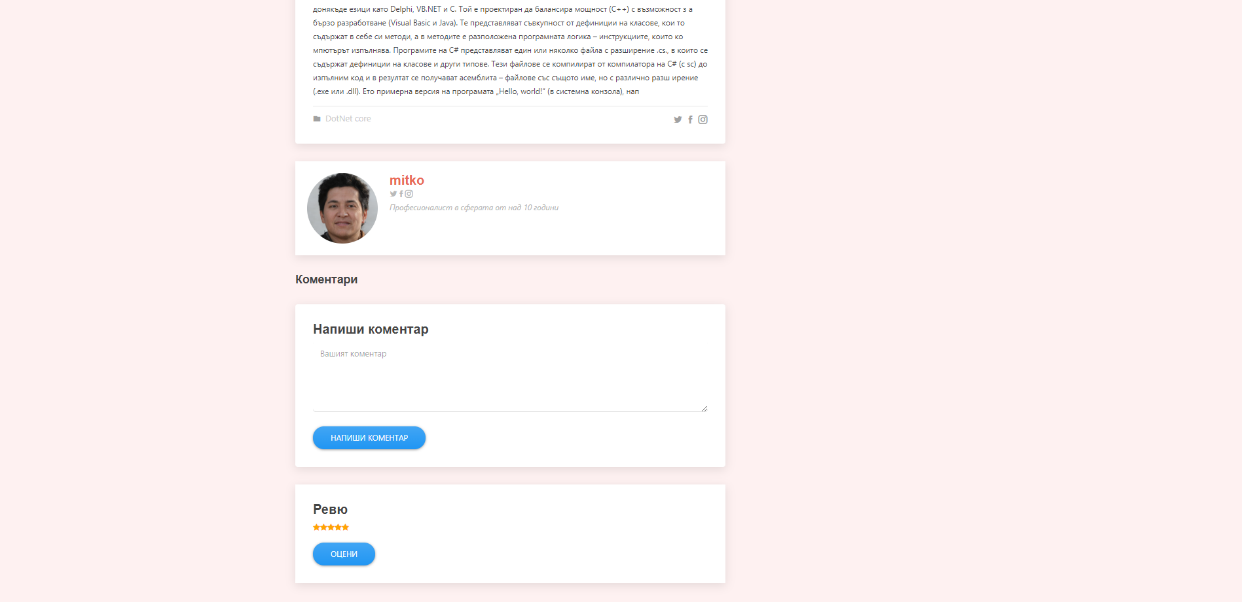 донякъде езици като Delphi, VB.NET и C. Той е проектиран да балансира мощност (C++) с възможност з а
бързо разработване (Visual Basic и Java). Те представляват съвкупност от дефиниции на класове, кои то
съдържат в себе си методи, а в методите е разположена програмната логика – инструкциите, които ко
мпютърът изпълнява. Програмите на C# представляват един или няколко файла с разширение .cs., в които се
съдържат дефиниции на класове и други типове. Тези файлове се компилират от компилатора на C# (c sc) до
изпълним код и в резултат се получават асемблита – файлове със същото име, но с различно разш ирение
(.exe или .dll). Ето примерна версия на програмата „Hello, world!“ (в системна конзола), нап
DotNet core
mitko
Професионалист в сферата от над 10 години
Коментари
Напиши коментар
Вашият коментар
НАПИШИ КОМЕНТАР
Ревю
ОЦЕНИ